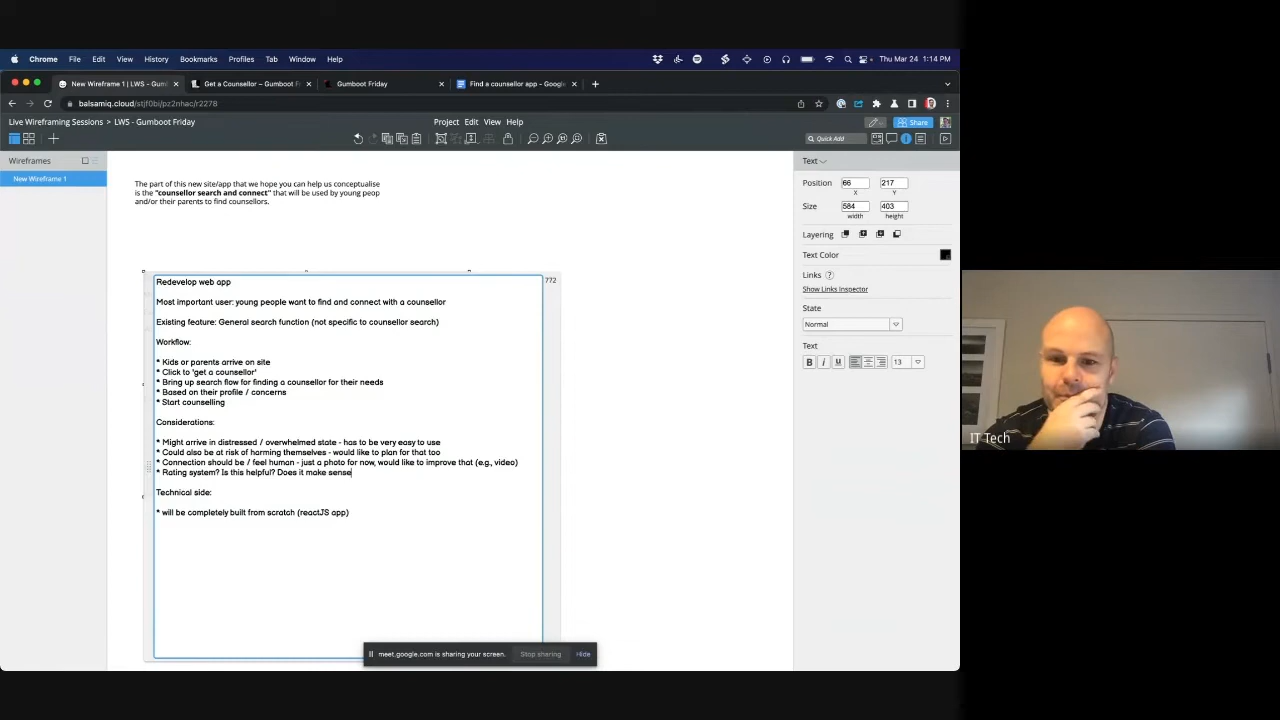 Chrome File Edit View History Bookmarks Profiles Tab Window Help Thu Mar 24 1:14 PM
New Wireframe 1 | LWS - Gum
Get a Counsellor – Gumboot F
Gumboot Friday
Find a counsellor app - Google
balsamiq.cloud/stjf0bi/pz2nhac/r2278
Live Wireframing Sessions > LWS - Gumboot Friday
Project Edit View Help
Share
Quick Add
Wireframes
New Wireframe 1
The part of this new site/app that we hope you can help us conceptualise
is the "counsellor search and connect" that will be used by young peop
and/or their parents to find counsellors.
772
Redevelop web app
Most important user: young people want to find and connect with a counsellor
Existing feature: General search function (not specific to counsellor search)
Workflow:
* Kids or parents arrive on site
* Click to 'get a counsellor'
* Bring up search flow for finding a counsellor for their needs
* Based on their profile / concerns
* Start counselling
Considerations:
* Might arrive in distressed / overwhelmed state - has to be very easy to use
* Could also be at risk of harming themselves - would like to plan for that too
* Connection should be / feel human - just a photo for now, would like to improve that (e.g., video)
* Rating system? Is this helpful? Does it make sense
Technical side:
* will be completely built from scratch (reactJS app)
meet.google.com is sharing your screen. Stop sharing Hide
Text
Position 66 217
X Y
Size 584 403
width height
Layering
Text Color
Links ?
Show Links Inspector
State
Normal
Text
B i U 13
IT Tech